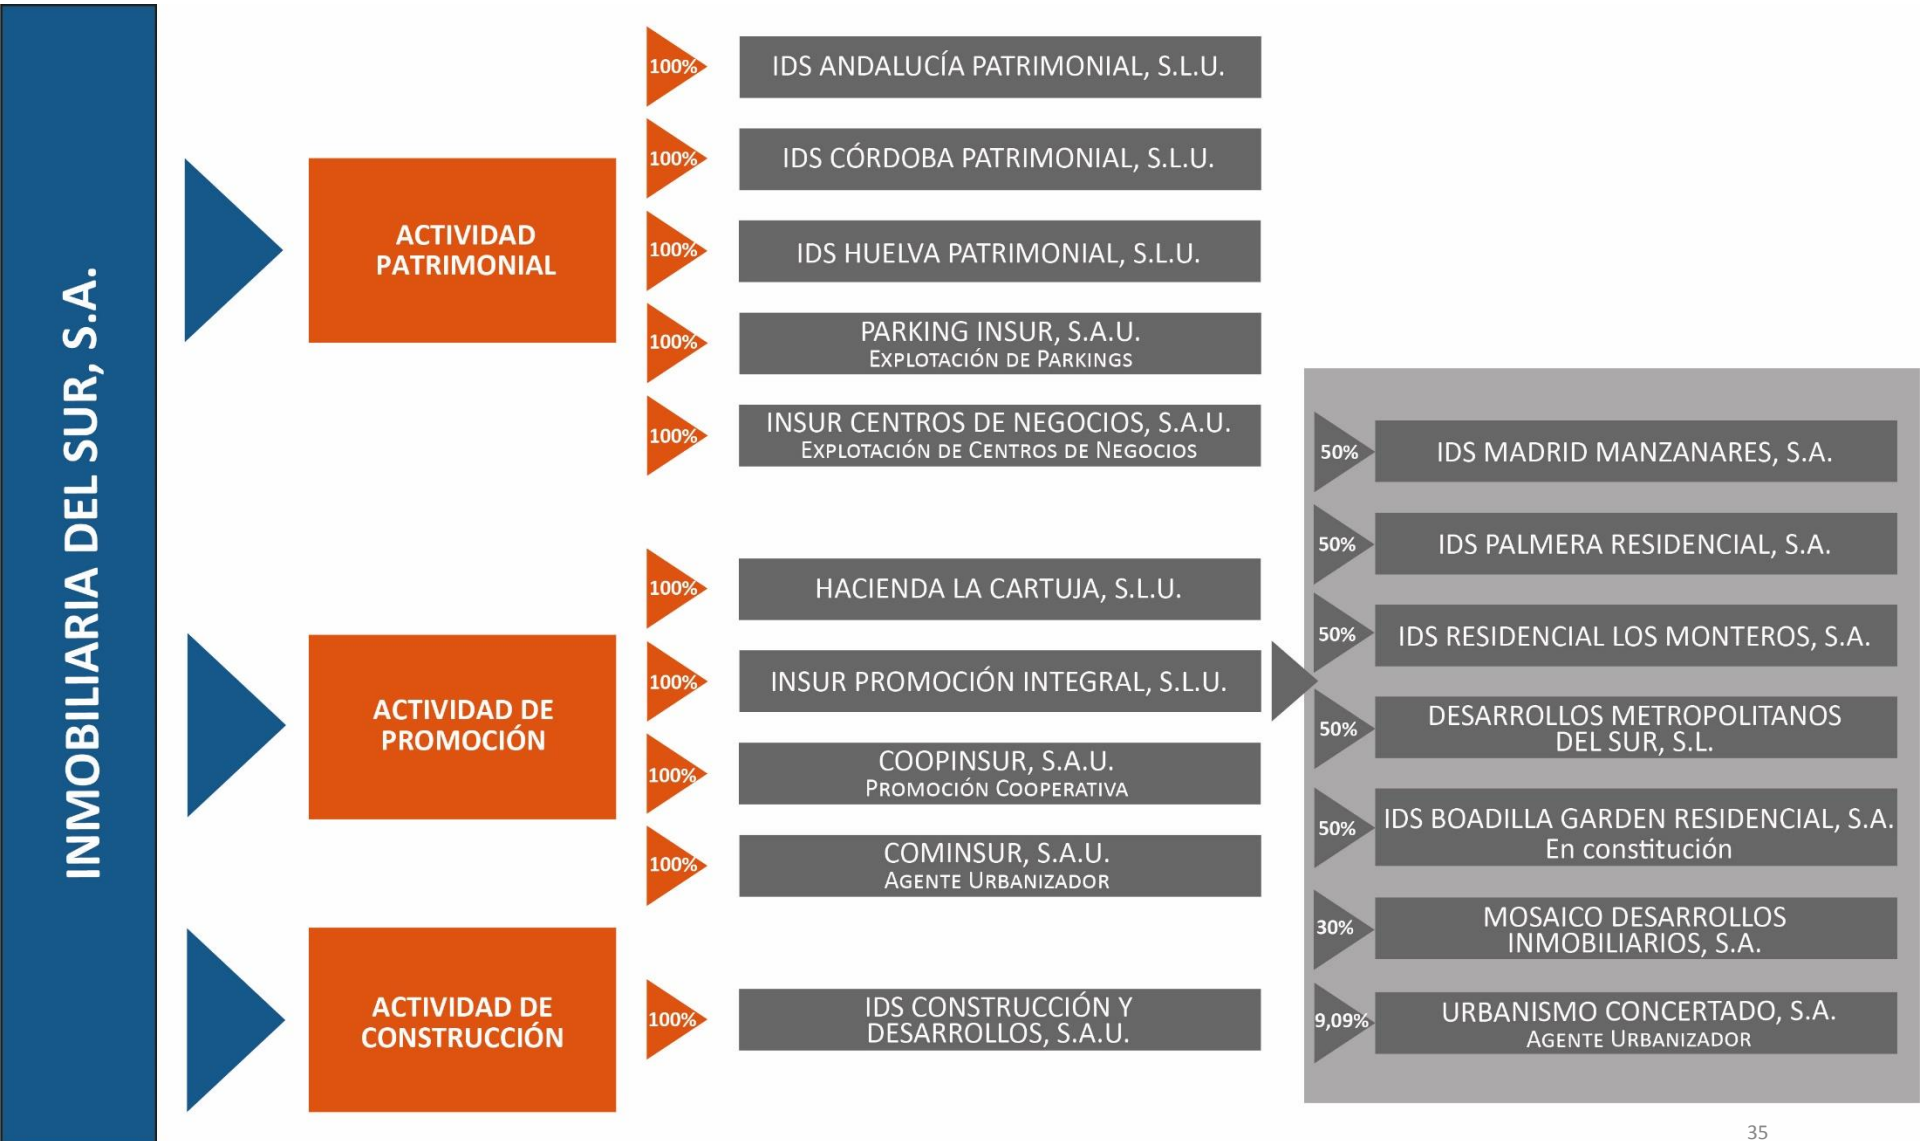 INMOBILIARIA DEL SUR, S.A.
ACTIVIDAD
PATRIMONIAL
100%
IDS ANDALUCÍA PATRIMONIAL, S.L.U.
100%
IDS CÓRDOBA PATRIMONIAL, S.L.U.
100%
IDS HUELVA PATRIMONIAL, S.L.U.
100%
PARKING INSUR, S.A.U.
EXPLOTACIÓN DE PARKINGS
100%
INSUR CENTROS DE NEGOCIOS, S.A.U.
EXPLOTACIÓN DE CENTROS DE NEGOCIOS
ACTIVIDAD DE
PROMOCIÓN
100%
HACIENDA LA CARTUJA, S.L.U.
100%
INSUR PROMOCIÓN INTEGRAL, S.L.U.
100%
COOPINSUR, S.A.U.
PROMOCIÓN COOPERATIVA
100%
COMINSUR, S.A.U.
AGENTE URBANIZADOR
ACTIVIDAD DE
CONSTRUCCIÓN
100%
IDS CONSTRUCCIÓN Y
DESARROLLOS, S.A.U.
50%
IDS MADRID MANZANARES, S.A.
50%
IDS PALMERA RESIDENCIAL, S.A.
50%
IDS RESIDENCIAL LOS MONTEROS, S.A.
50%
DESARROLLOS METROPOLITANOS
DEL SUR, S.L.
50%
IDS BOADILLA GARDEN RESIDENCIAL, S.A.
En constitución
30%
MOSAICO DESARROLLOS
INMOBILIARIOS, S.A.
9,09%
URBANISMO CONCERTADO, S.A.
AGENTE URBANIZADOR
35